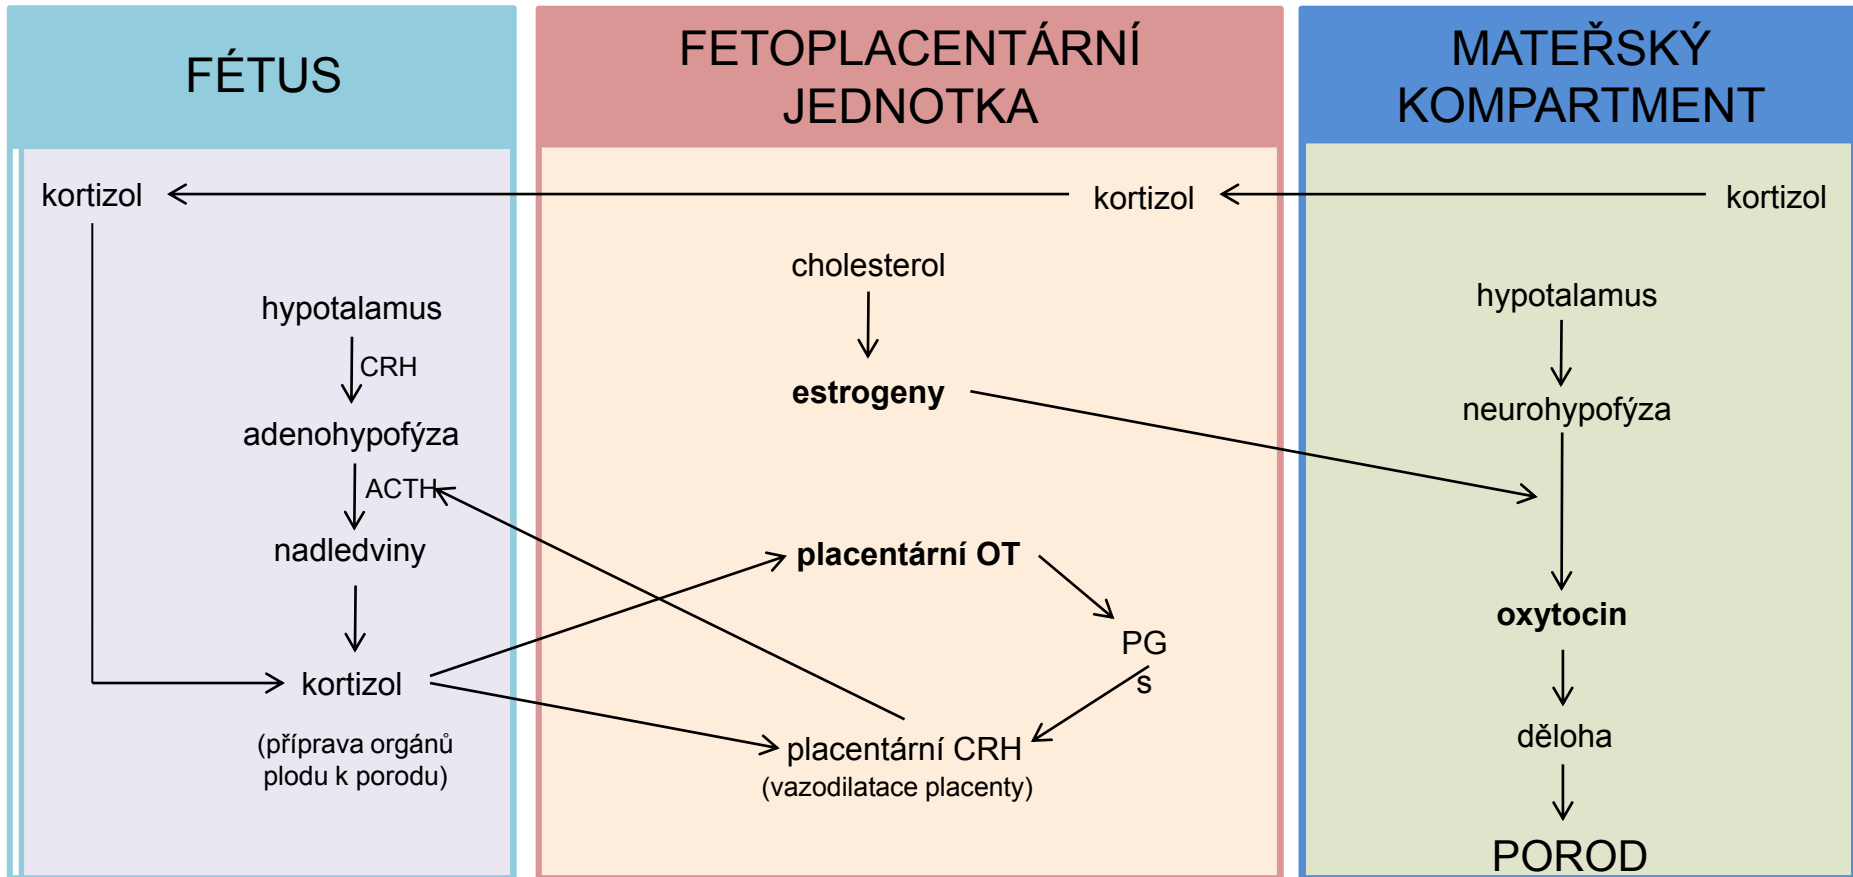 FÉTUS
kortizol
hypotalamus
CRH
adenohypofýza
ACTH
nadledviny
kortizol
(příprava orgánů
plodu k porodu)
FETOPLACENTÁRNÍ
JEDNOTKA
kortizol
cholesterol
estrogeny
placentární OT
PG
s
placentární CRH
(vazodilatace placenty)
MATEŘSKÝ
KOMPARTMENT
kortizol
hypotalamus
neurohypofýza
oxytocin
děloha
POROD